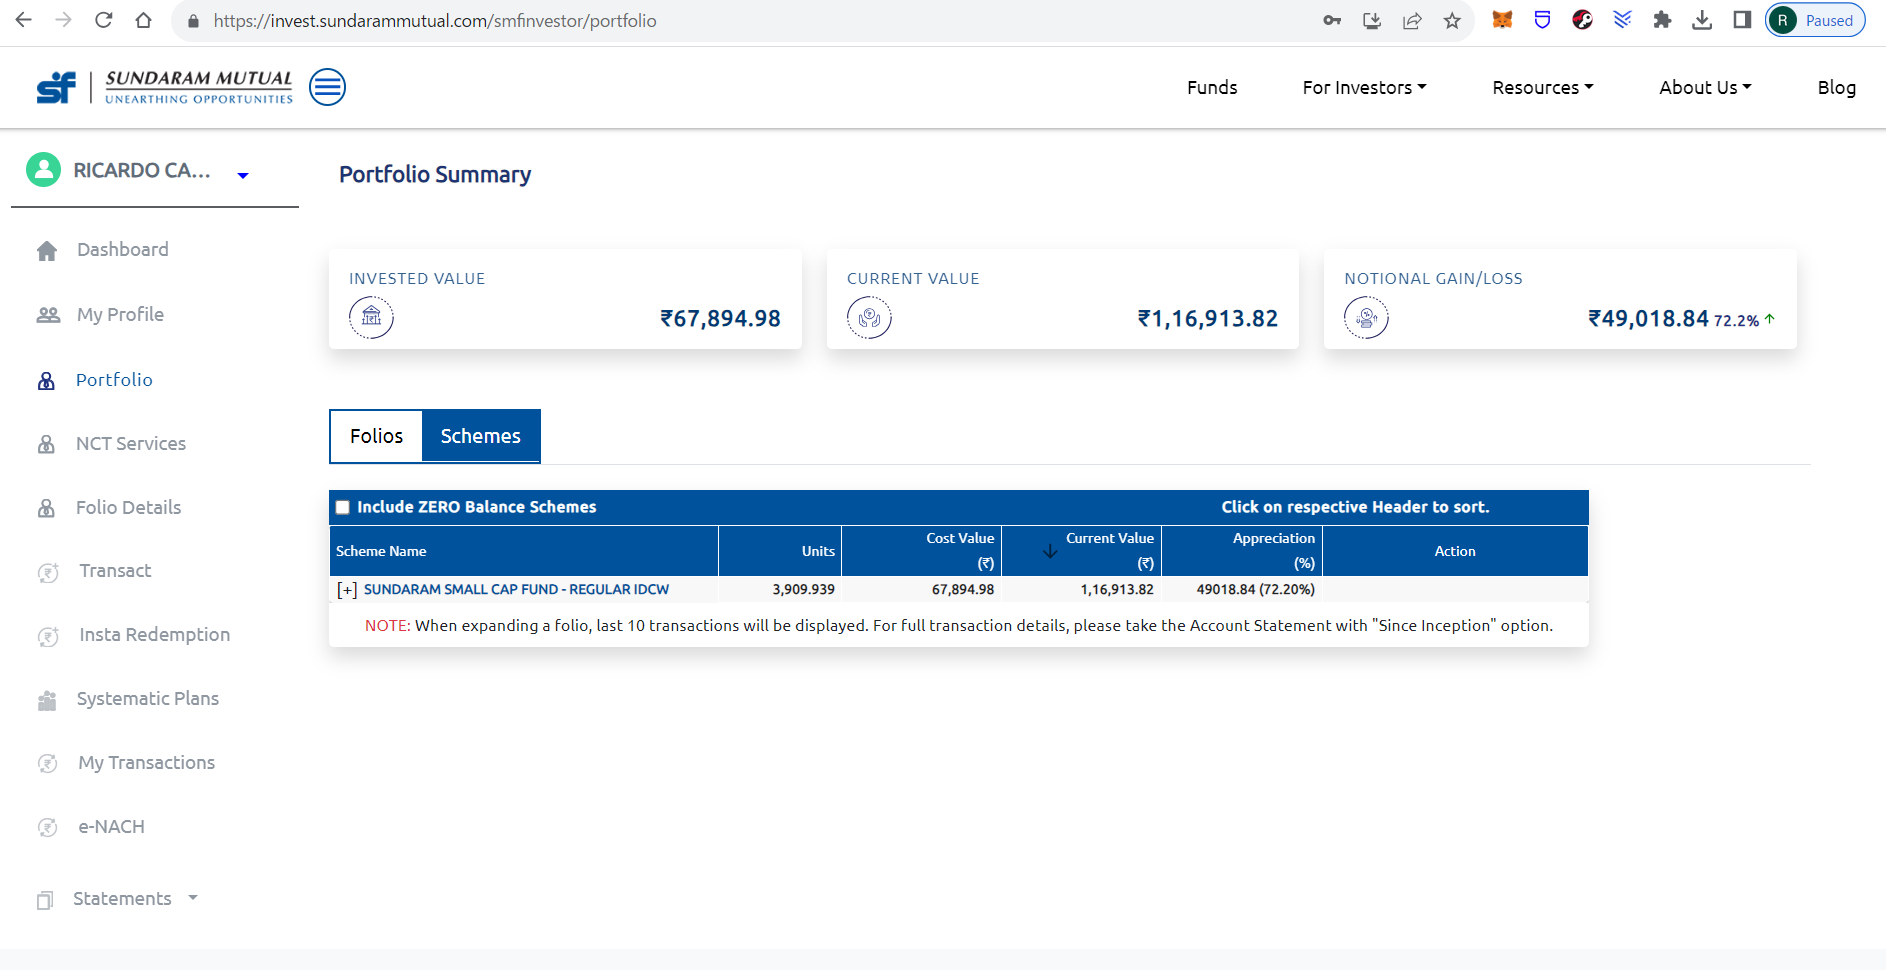 https://invest.sundarammutual.com/smfinvestor/portfolio
R Paused
sf SUNDARAM MUTUAL
UNEARTHING OPPORTUNITIES
Funds For Investors Resources About Us Blog
RICARDO CA...
Portfolio Summary
Dashboard
My Profile
Portfolio
NCT Services
Folio Details
Transact
Insta Redemption
Systematic Plans
My Transactions
e-NACH
Statements
INVESTED VALUE
₹67,894.98
CURRENT VALUE
₹1,16,913.82
NOTIONAL GAIN/LOSS
₹49,018.84 72.2%
Folios Schemes
Include ZERO Balance Schemes Click on respective Header to sort.
Scheme Name Units Cost Value (₹) Current Value (₹) Appreciation (%) Action
[+] SUNDARAM SMALL CAP FUND - REGULAR IDCW 3,909.939 67,894.98 1,16,913.82 49018.84 (72.20%)
NOTE: When expanding a folio, last 10 transactions will be displayed. For full transaction details, please take the Account Statement with "Since Inception" option.